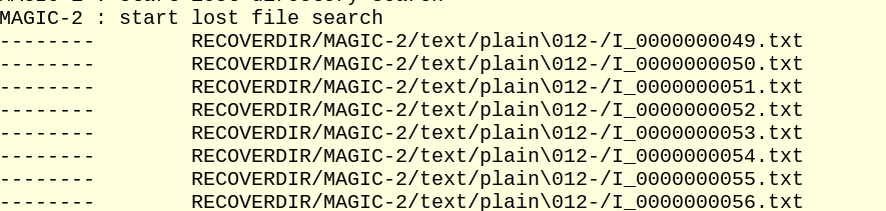 MAGIC-2 : start lost file search
-------- RECOVERDIR/MAGIC-2/text/plain\012-/I_0000000049.txt
-------- RECOVERDIR/MAGIC-2/text/plain\012-/I_0000000050.txt
-------- RECOVERDIR/MAGIC-2/text/plain\012-/I_0000000051.txt
-------- RECOVERDIR/MAGIC-2/text/plain\012-/I_0000000052.txt
-------- RECOVERDIR/MAGIC-2/text/plain\012-/I_0000000053.txt
-------- RECOVERDIR/MAGIC-2/text/plain\012-/I_0000000054.txt
-------- RECOVERDIR/MAGIC-2/text/plain\012-/I_0000000055.txt
-------- RECOVERDIR/MAGIC-2/text/plain\012-/I_0000000056.txt